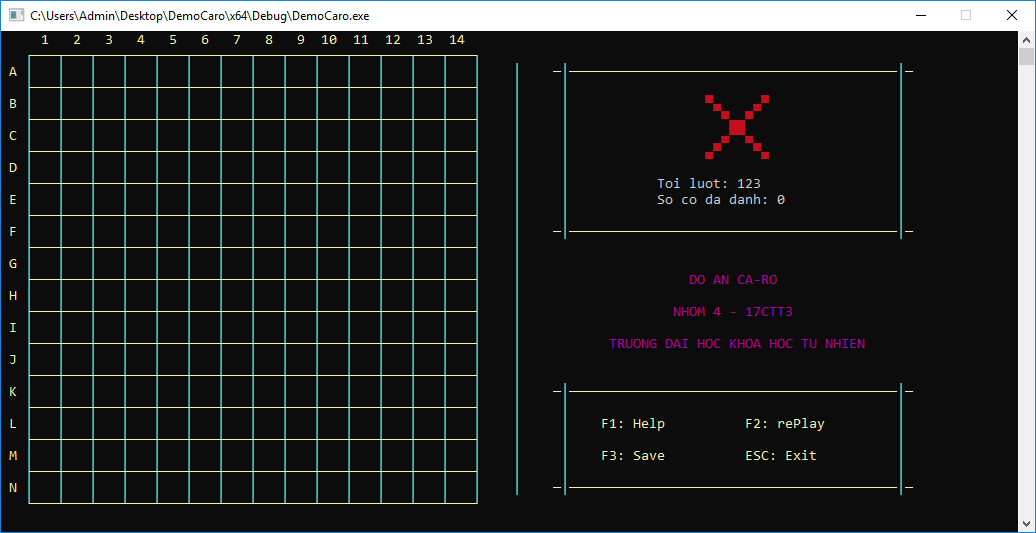 C:\Users\Admin\Desktop\DemoCaro\x64\Debug\DemoCaro.exe
1 2 3 4 5 6 7 8 9 10 11 12 13 14
A
B
C
D
E
F
G
H
I
J
K
L
M
N
Toi luot: 123
So co da danh: 0
DO AN CA-RO
NHOM 4 - 17CTT3
TRUONG DAI HOC KHOA HOC TU NHIEN
F1: Help F2: rePlay
F3: Save ESC: Exit